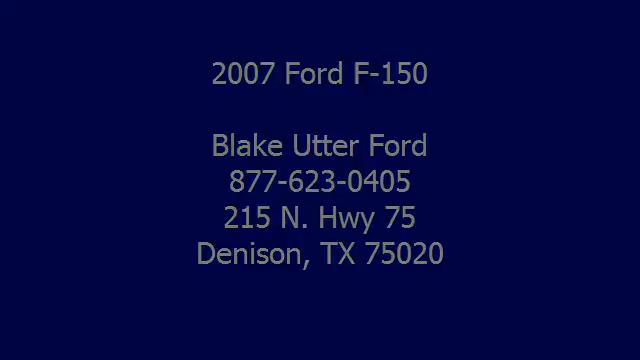 2007 Ford F-150
Blake Utter Ford
877-623-0405
215 N. Hwy 75
Denison, TX 75020